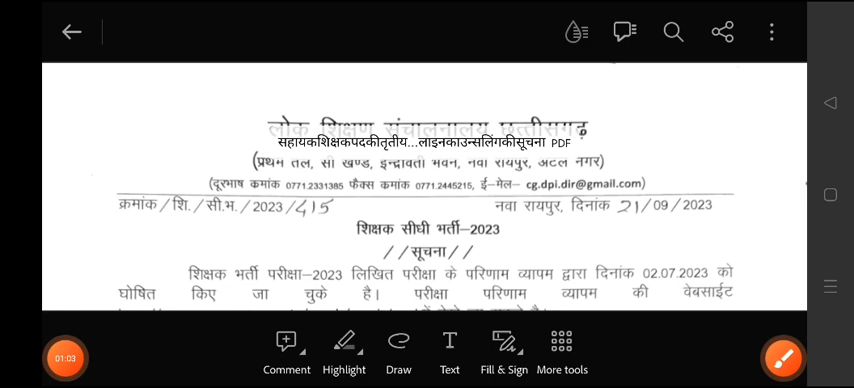 लोक शिक्षण संचालनालय छत्तीसगढ़
सहायकशिक्षकपदकीतृतीय...लाइनकाउन्सलिंगकीसूचना PDF
(प्रथम तल, सी खण्ड, इन्द्रावती भवन, नवा रायपुर, अटल नगर)
(दूरभाष कमांक 0771.2331385 फैक्स कमांक 0771.2445215, ई-मेल- cg.dpi.dir@gmail.com)
क्रमांक/शि./सी.भ./2023/415 नवा रायपुर, दिनांक 21/09/2023
शिक्षक सीधी भर्ती-2023
//सूचना//
शिक्षक भर्ती परीक्षा-2023 लिखित परीक्षा के परिणाम व्यापम द्वारा दिनांक 02.07.2023 को
घोषित किए जा चुके है। परीक्षा परिणाम व्यापम की वेबसाईट
01:03
Comment Highlight Draw Text Fill & Sign More tools